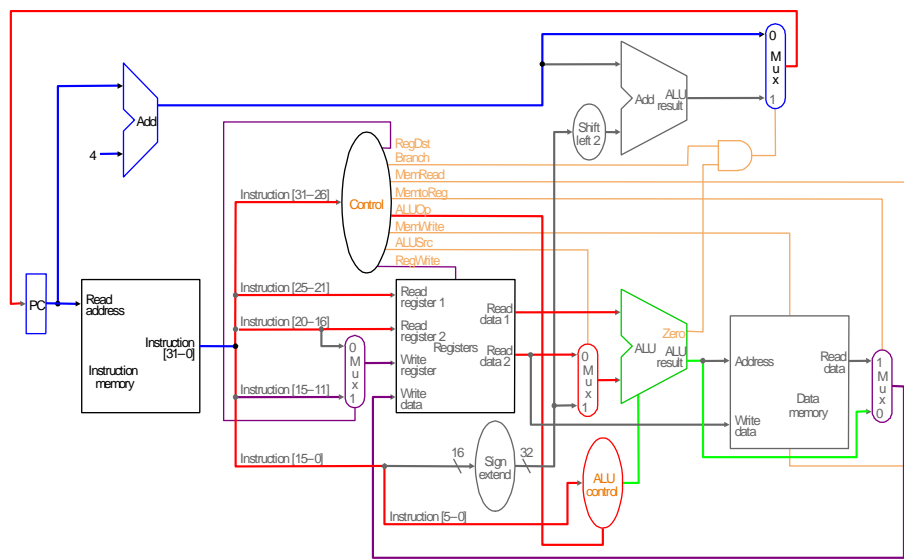 0
M
u
x
1
Add
4
Add
ALU
result
Shift
left 2
RegDst
Branch
MemRead
MemtoReg
ALUOp
MemWrite
ALUSrc
RegWrite
Instruction [31–26]
Control
PC
Read
address
Instruction
[31–0]
Instruction
memory
Instruction [25–21]
Instruction [20–16]
Instruction [15–11]
Instruction [15–0]
Instruction [5–0]
0
M
u
x
1
Read
register 1
Read
register 2
Write
register
Write
data
Registers
Read
data 1
Read
data 2
0
M
u
x
1
Zero
ALU
ALU
result
Address
Write
data
Read
data
Data
memory
1
M
u
x
0
16
Sign
extend
32
ALU
control